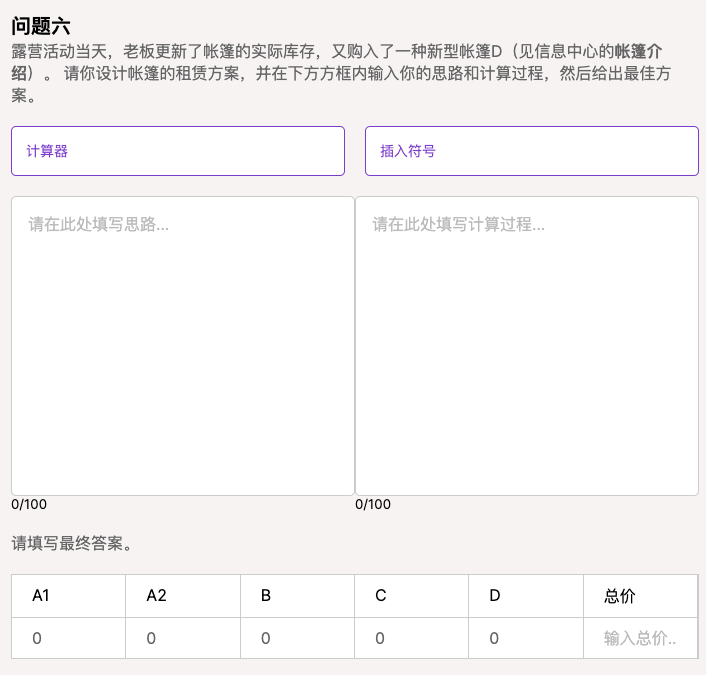 问题六
露营活动当天，老板更新了帐篷的实际库存，又购入了一种新型帐篷D（见信息中心的帐篷介
绍）。 请你设计帐篷的租赁方案，并在下方方框内输入你的思路和计算过程，然后给出最佳方
案。
计算器 插入符号
请在此处填写思路... 请在此处填写计算过程...
0/100 0/100
请填写最终答案。
A1 A2 B C D 总价
0 0 0 0 0 输入总价..